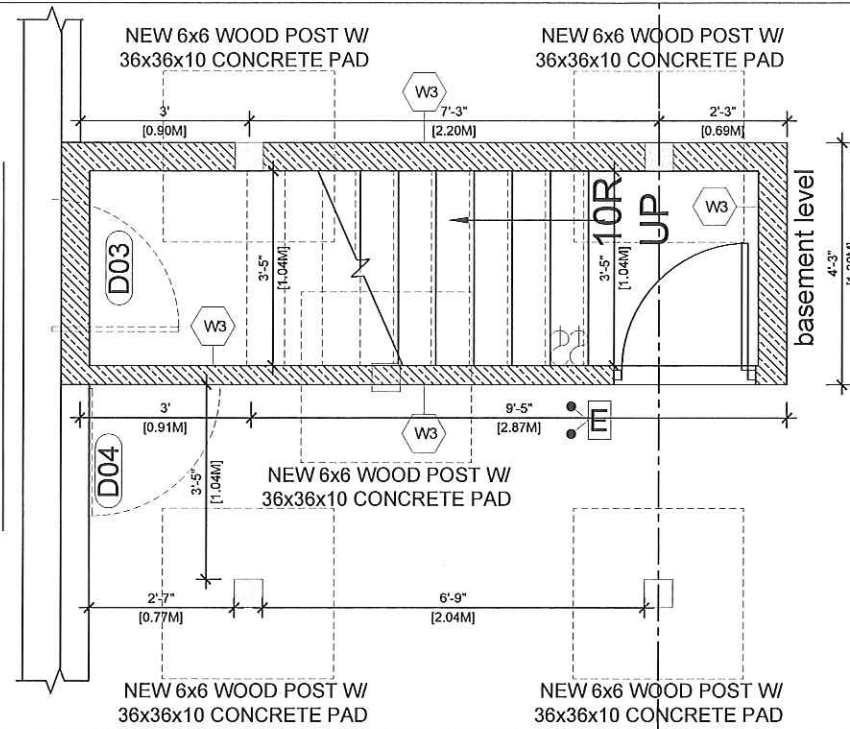 NEW 6x6 WOOD POST W/
36x36x10 CONCRETE PAD
NEW 6x6 WOOD POST W/
36x36x10 CONCRETE PAD
W3
3'
[0.90M]
7'-3"
[2.20M]
2'-3"
[0.69M]
D03
3'-5"
[1.04M]
10R
UP
3'-5"
[1.04M]
W3
basement level
4'-3"
W3
3'
[0.91M]
9'-5"
[2.87M]
W3
E
D04
3'-5"
[1.04M]
NEW 6x6 WOOD POST W/
36x36x10 CONCRETE PAD
2'-7"
[0.77M]
6'-9"
[2.04M]
NEW 6x6 WOOD POST W/
36x36x10 CONCRETE PAD
NEW 6x6 WOOD POST W/
36x36x10 CONCRETE PAD